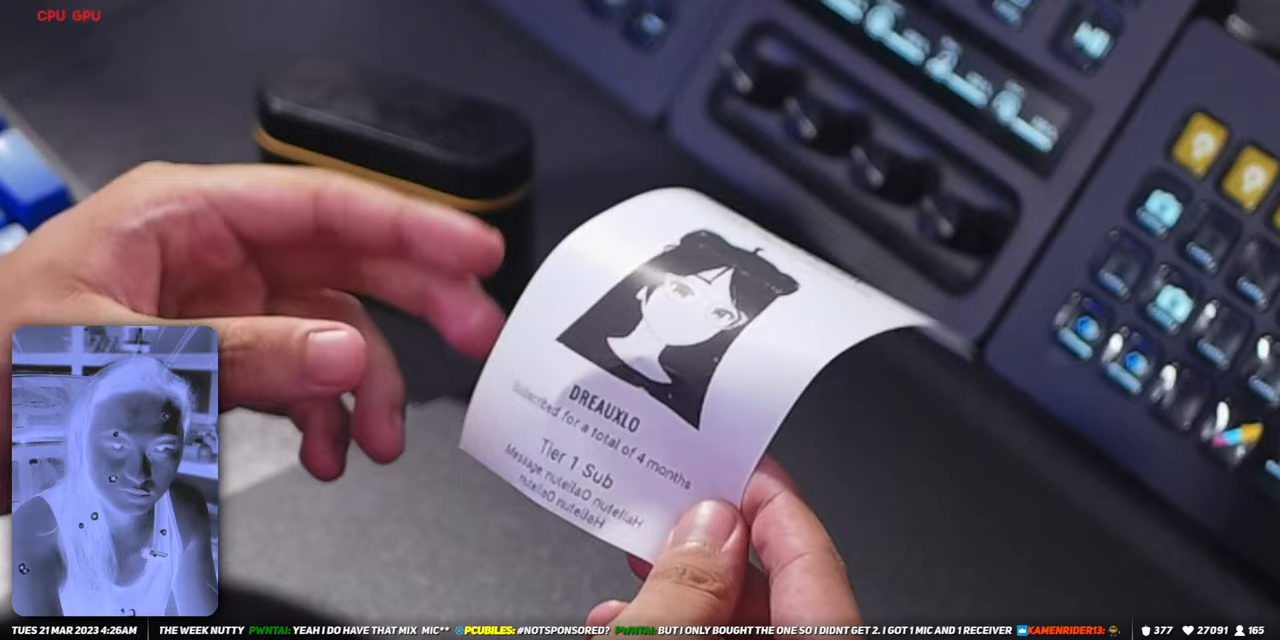 CPU GPU
DREAUXLO
Subscribed for a total of 4 months
Tier 1 Sub
Message nutellaO nutellaH
nutellaO nutellaH
TUES 21 MAR 2023 4:26AM THE WEEK NUTTY PWNTAI: YEAH I DO HAVE THAT MIX MIC** PCUBILES: #NOTSPONSORED? PWNTAI: BUT I ONLY BOUGHT THE ONE SO I DIDNT GET 2. I GOT 1 MIC AND 1 RECEIVER KAMENRIDER13: 377 27091 165